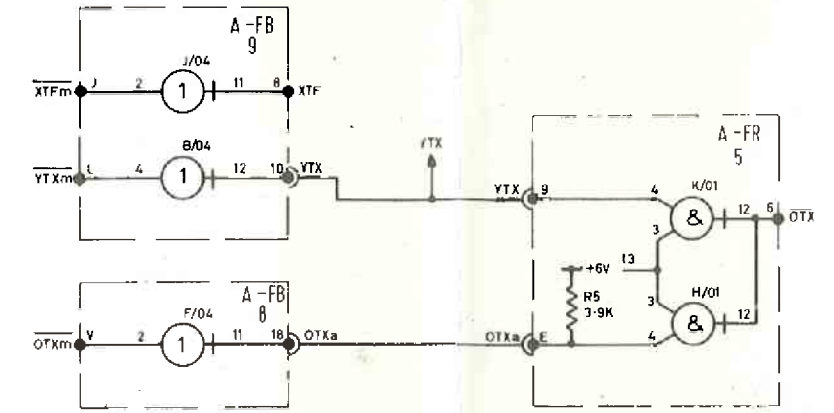 A-FB
9
J/04
XTFm J 2 1 11 8 XTF
B/04
YTXm 4 1 12 10 YTX
YTX
A-FR
5
YTX 9 4 K/01
& 12 6 OTX
3
+6V 13
R5
3·9K
H/01
3
& 12
4
A-FB
8
F/04
OTXm V 2 1 11 18 OTXa
OTXa E